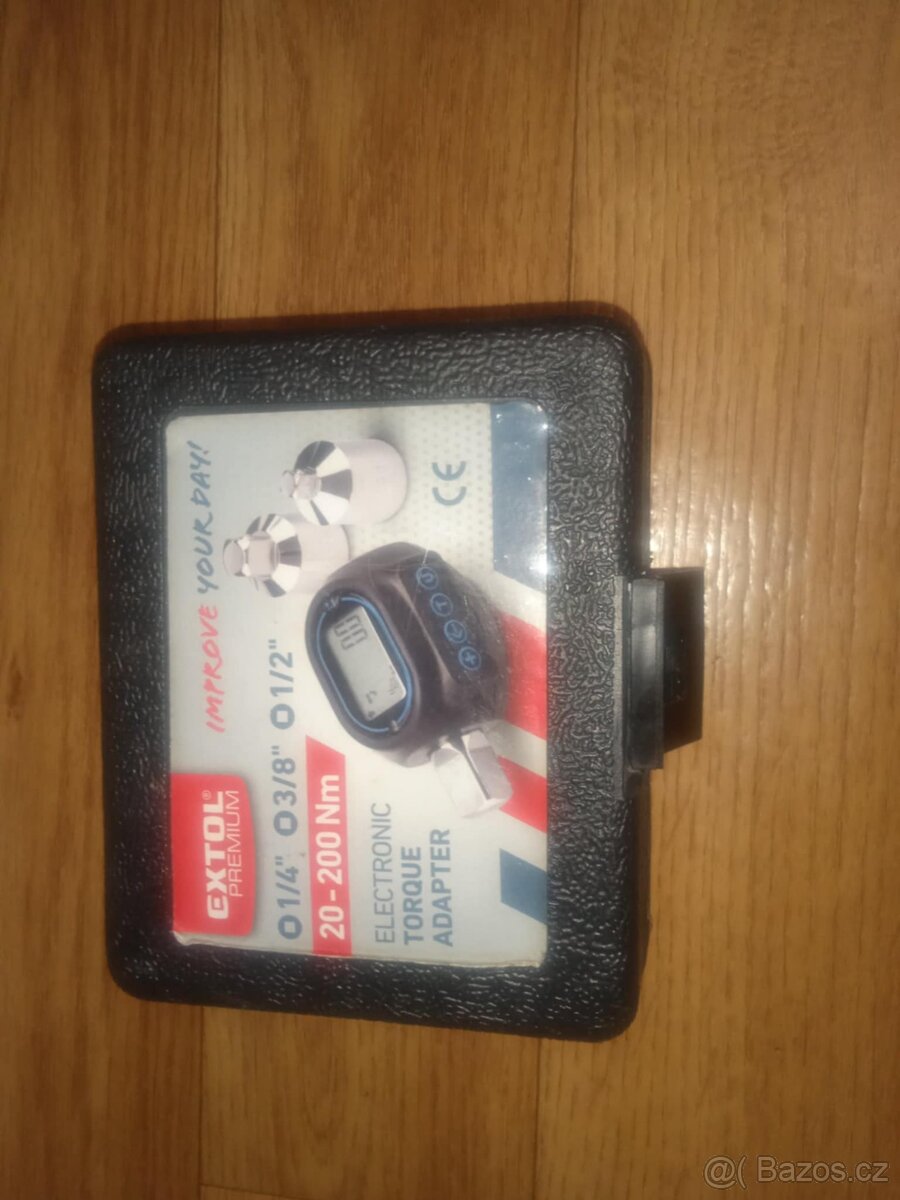 EXTOL®
PREMIUM
IMPROVE YOUR DAY!
1/4" 3/8" 1/2"
20-200 Nm
ELECTRONIC
TORQUE
ADAPTER
CE
@( Bazos.cz